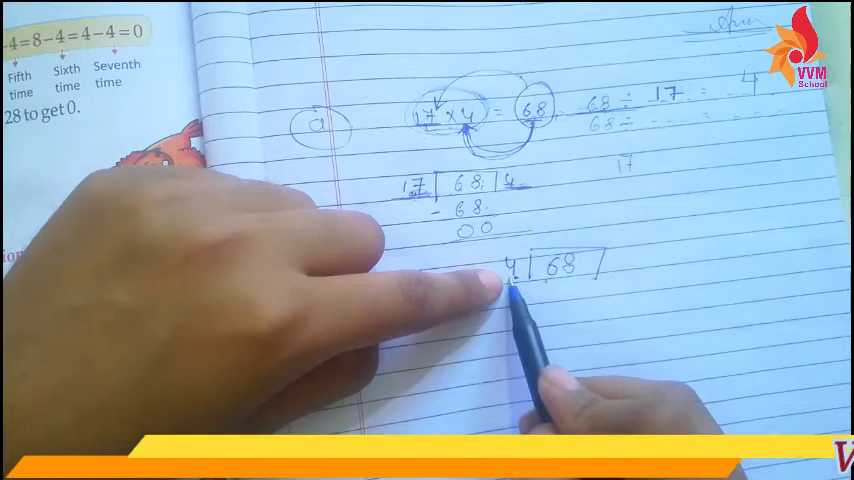 -4=8-4=4-4=0
Fifth time Sixth time Seventh time
28 to get 0.
a 17 × 4 = 68 68 ÷ 17 = 4
68 ÷ ---- = ----
17
17 68 4
- 68
00
4 68
VVM
School
V